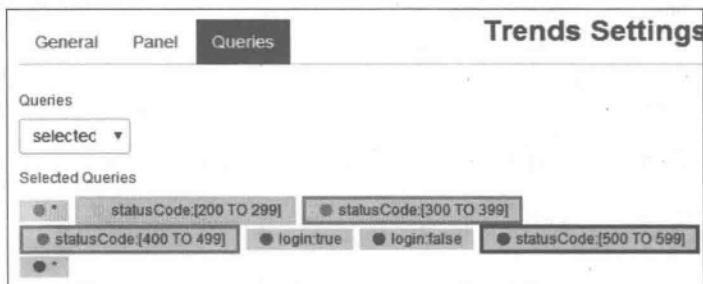 Trends Settings
General Panel Queries
Queries
selected
Selected Queries
* statusCode:[200 TO 299] statusCode:[300 TO 399]
statusCode:[400 TO 499] login:true login:false statusCode:[500 TO 599]
*